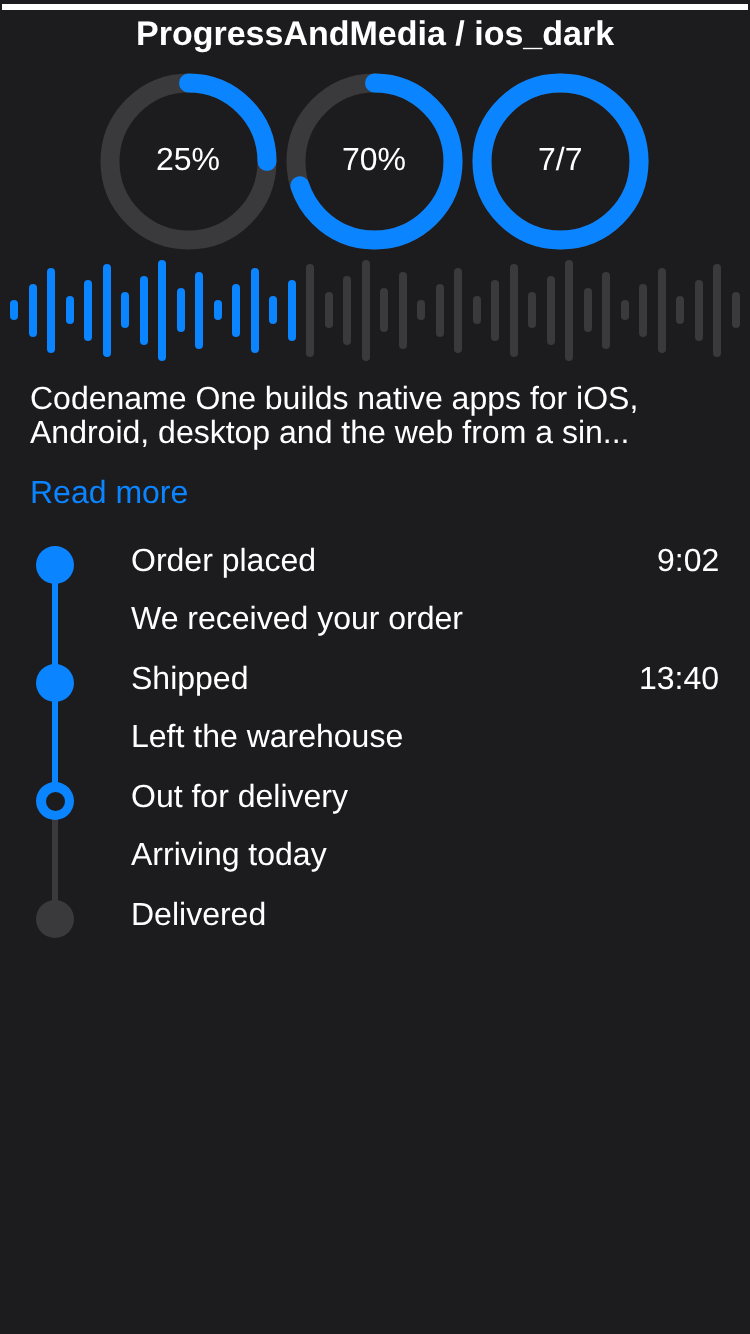 ProgressAndMedia / ios_dark
25%
70%
7/7
Codename One builds native apps for iOS,
Android, desktop and the web from a sin...
Read more
Order placed 9:02
We received your order
Shipped 13:40
Left the warehouse
Out for delivery
Arriving today
Delivered